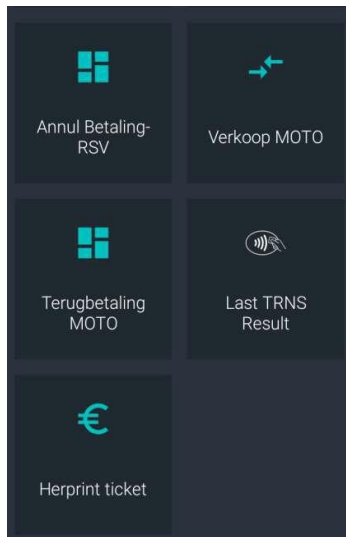 Annul Betaling-
RSV
Verkoop MOTO
Terugbetaling
MOTO
Last TRNS
Result
Herprint ticket